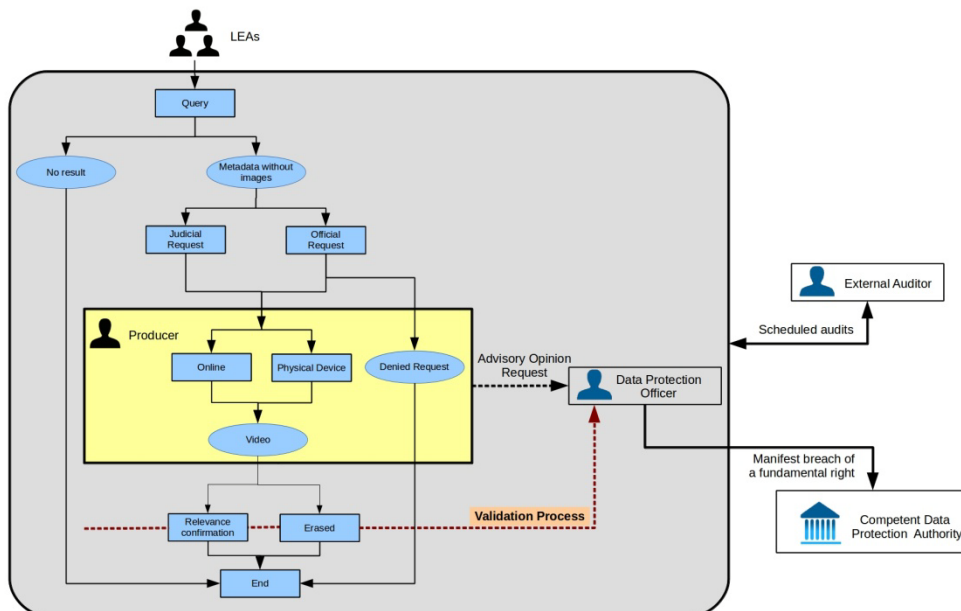 LEAs
Query
No result
Metadata without
images
Judicial
Request
Official
Request
External Auditor
Producer
Scheduled audits
Online
Physical Device
Denied Request
Advisory Opinion
Request
Data Protection
Officer
Video
Manifest breach of
a fundamental right
Validation Process
Relevance
confirmation
Erased
Competent Data
Protection Authority
End